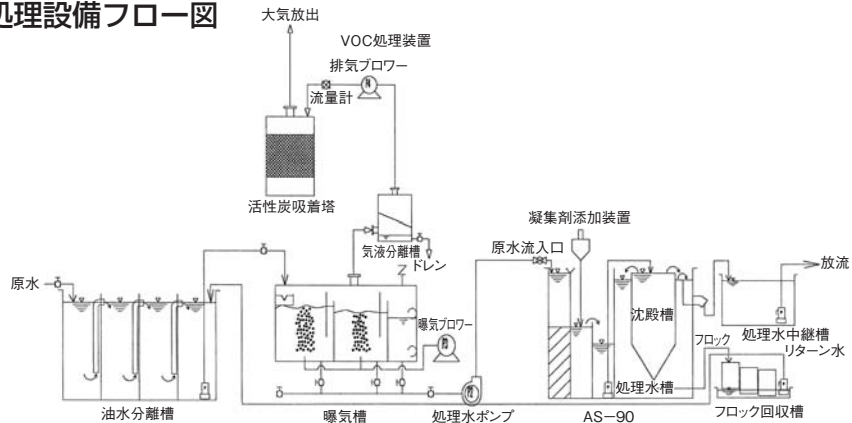 処理設備フロー図
大気放出
VOC処理装置
排気ブロワー
流量計
活性炭吸着塔
気液分離槽
ドレン
凝集剤添加装置
原水流入口
原水
放流
曝気ブロワー
沈殿槽
処理水中継槽
フロック
リターン水
処理水槽
油水分離槽
曝気槽
処理水ポンプ
AS−90
フロック回収槽